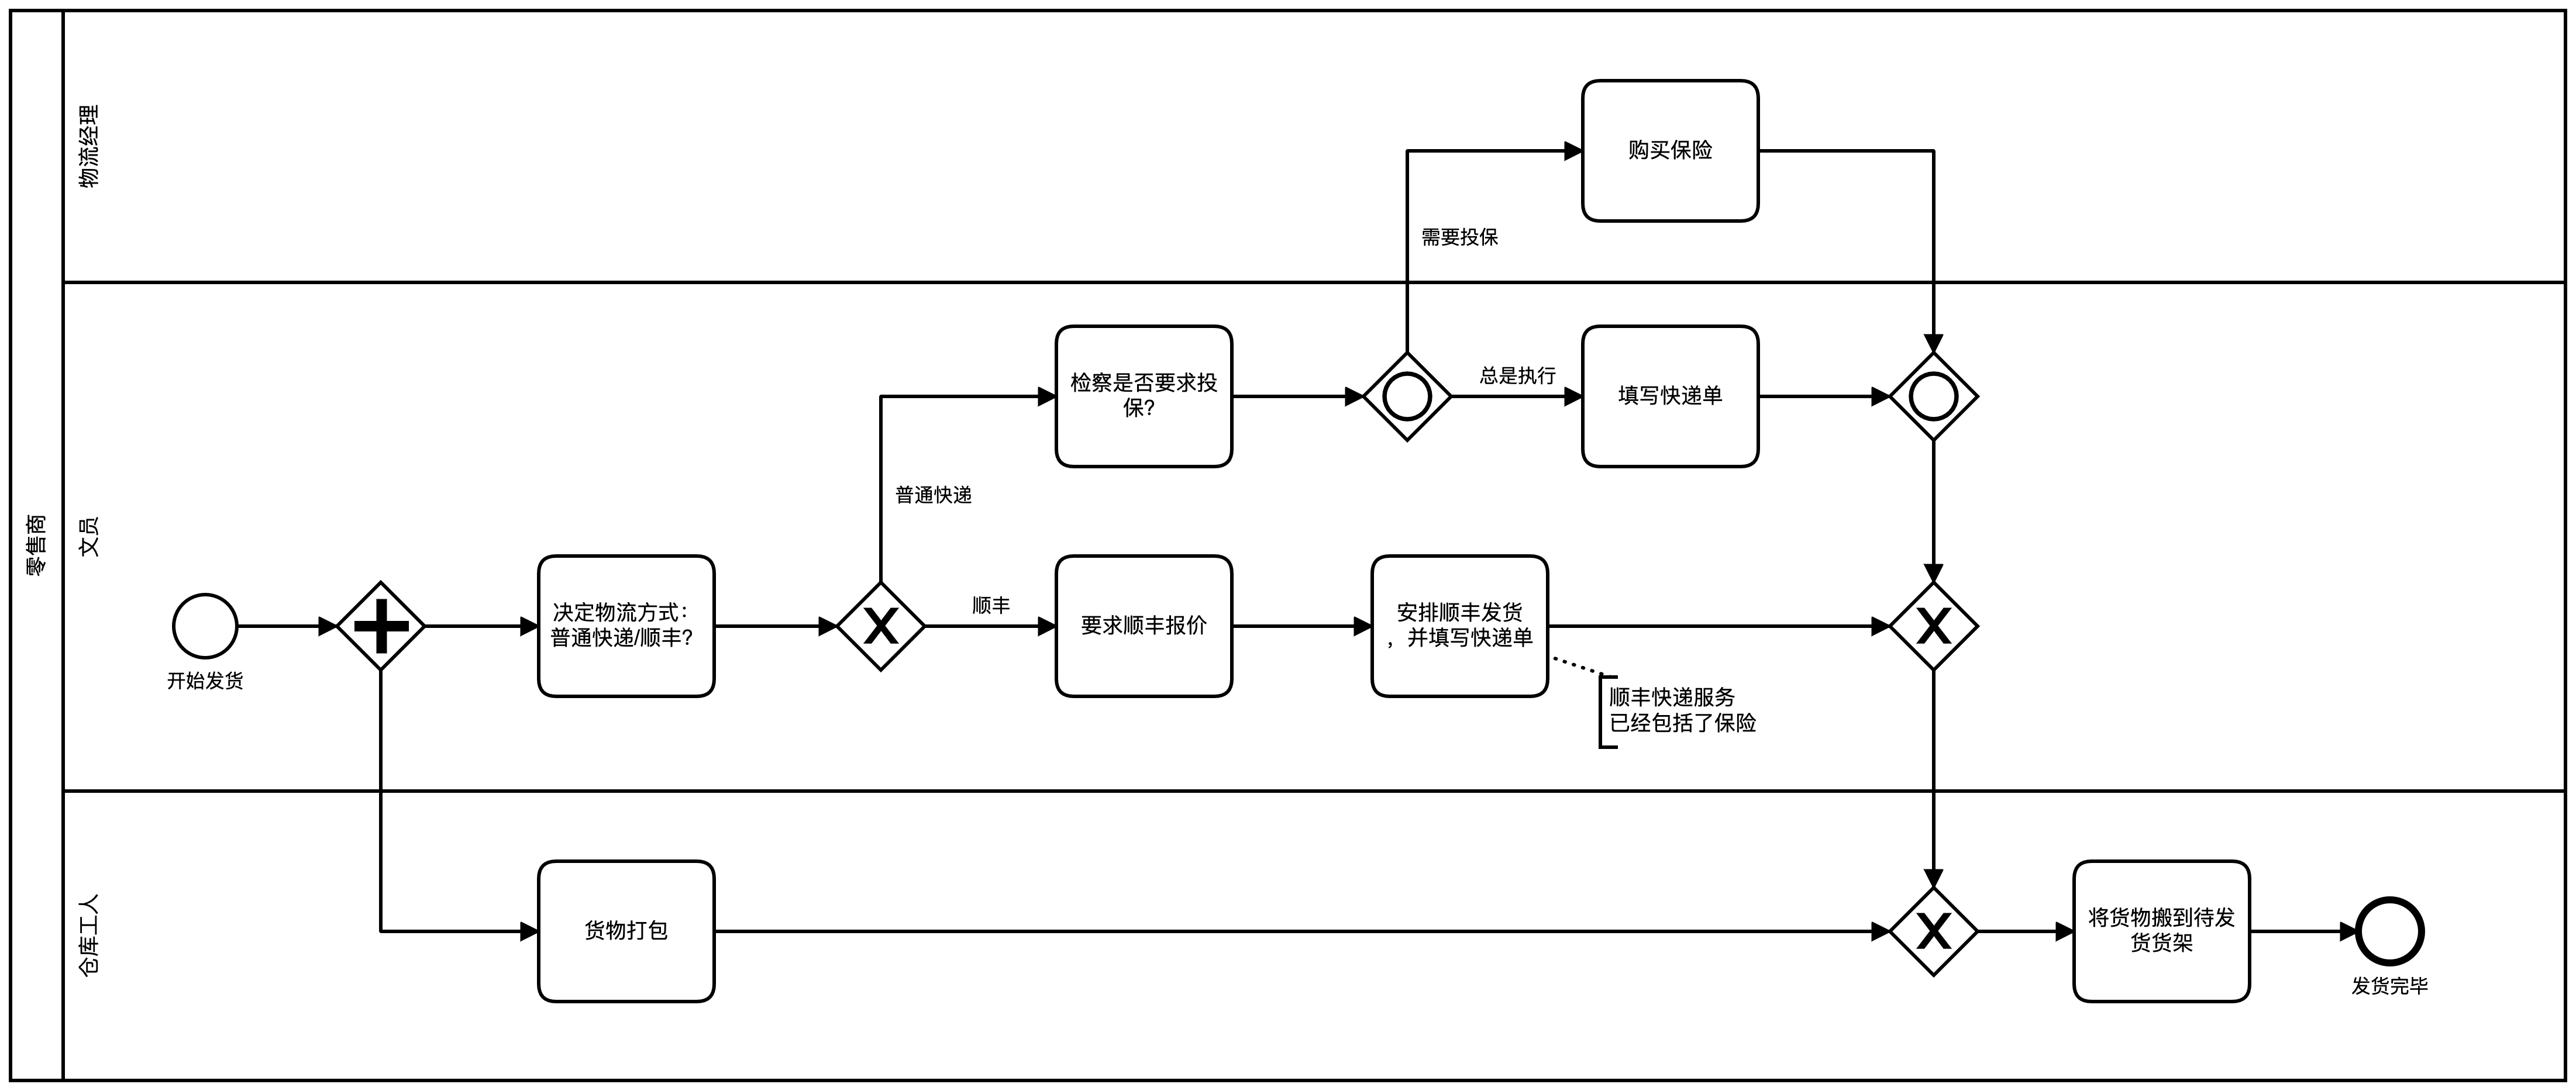 零售商
物流经理
购买保险
需要投保
文员
检察是否要求投
保?
总是执行
填写快递单
普通快递
开始发货
决定物流方式:
普通快递/顺丰?
顺丰
要求顺丰报价
安排顺丰发货
，并填写快递单
顺丰快递服务
已经包括了保险
仓库工人
货物打包
将货物搬到待发
货货架
发货完毕